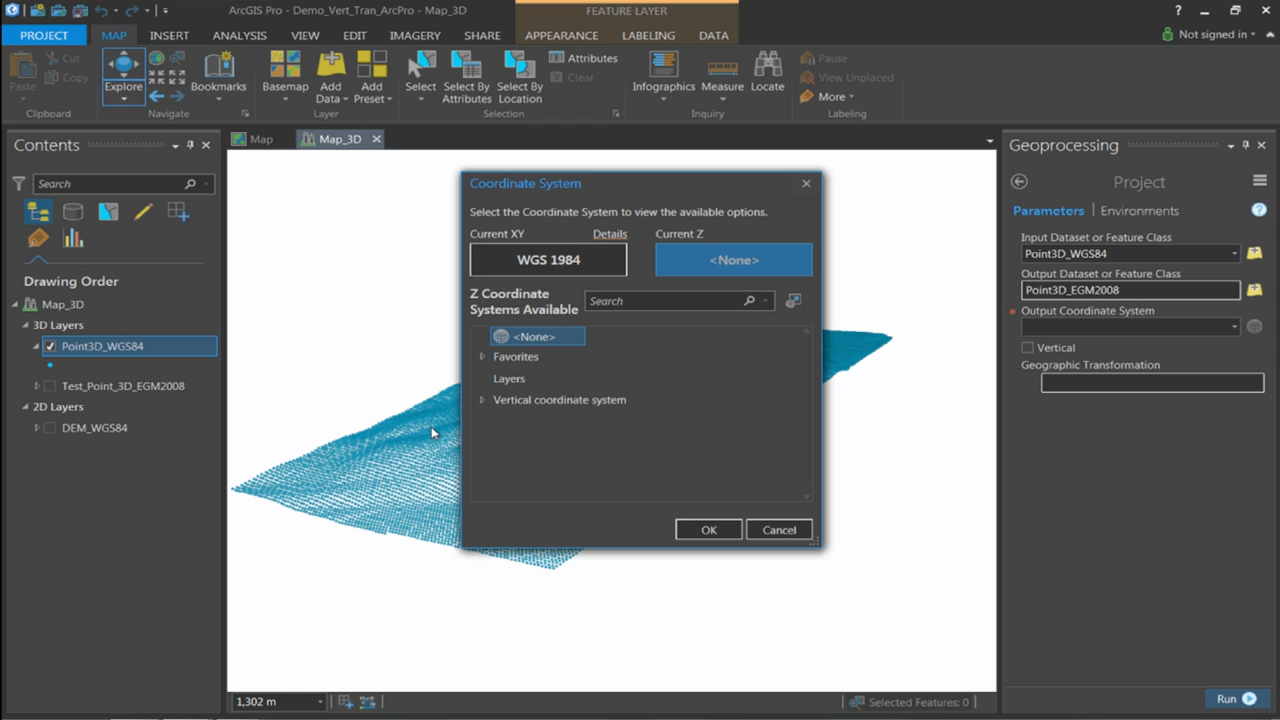 ArcGIS Pro - Demo_Vert_Tran_ArcPro - Map_3D
FEATURE LAYER
?
PROJECT MAP INSERT ANALYSIS VIEW EDIT IMAGERY SHARE APPEARANCE LABELING DATA
Not signed in
Paste
Cut
Copy
Clipboard
Explore
Bookmarks
Navigate
Basemap
Add Data
Add Preset
Layer
Select
Select By Attributes
Select By Location
Attributes
Clear
Selection
Infographics
Measure
Locate
Inquiry
Pause
View Unplaced
More
Labeling
Contents
Search
Drawing Order
Map_3D
3D Layers
Point3D_WGS84
Test_Point_3D_EGM2008
2D Layers
DEM_WGS84
Map
Map_3D
Coordinate System
Select the Coordinate System to view the available options.
Current XY Details Current Z
WGS 1984 <None>
Z Coordinate
Systems Available
Search
<None>
Favorites
Layers
Vertical coordinate system
OK Cancel
1,302 m
Selected Features: 0
Geoprocessing
Project
Parameters | Environments
?
Input Dataset or Feature Class
Point3D_WGS84
Output Dataset or Feature Class
Point3D_EGM2008
Output Coordinate System
Vertical
Geographic Transformation
Run